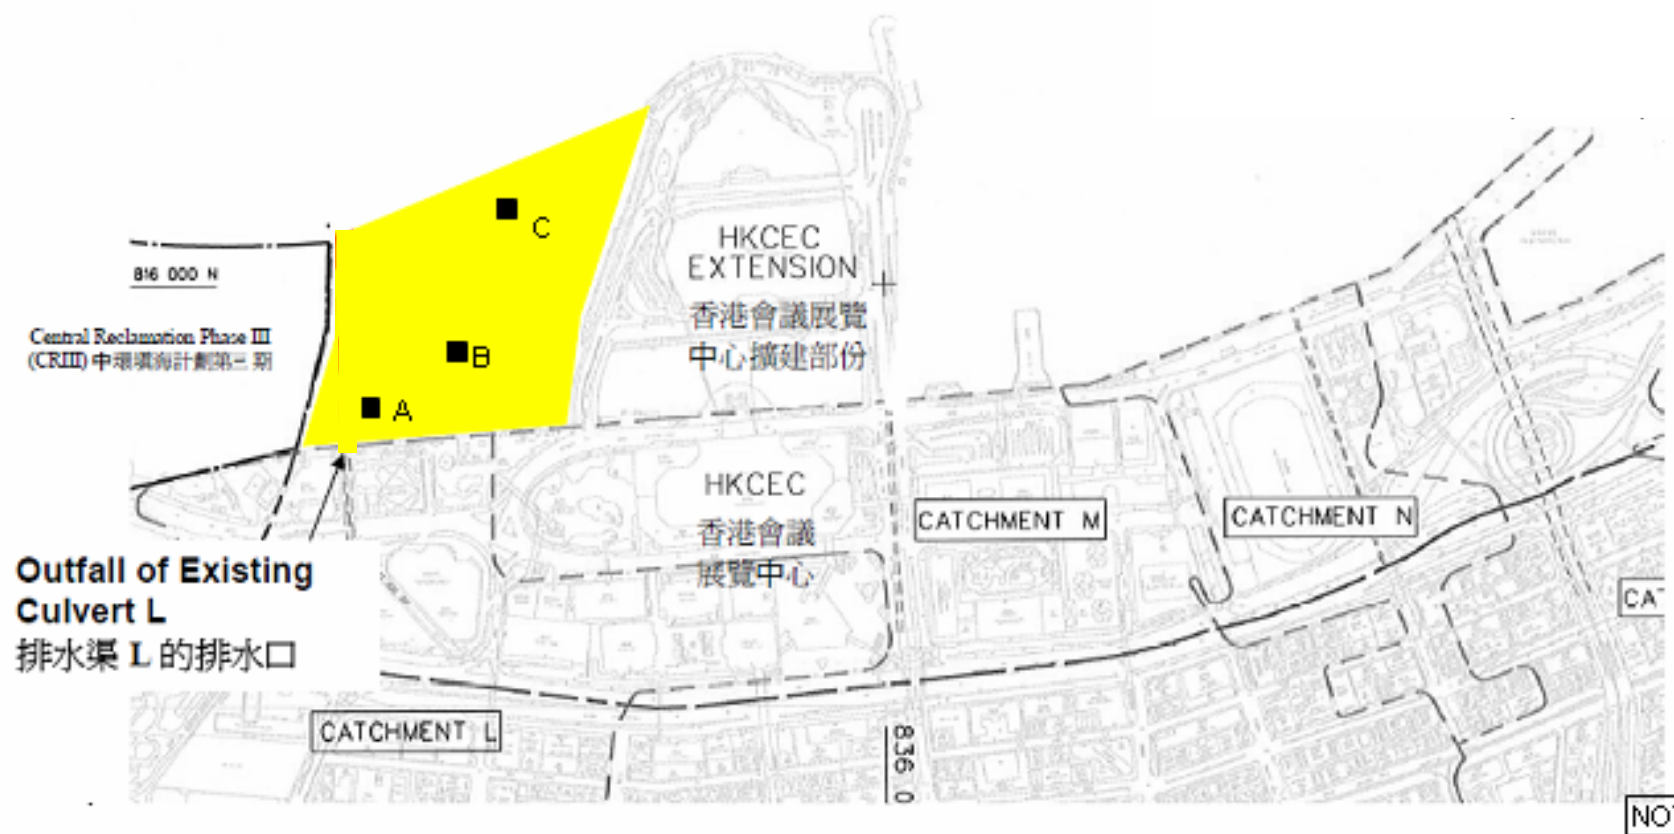 C
HKCEC
EXTENSION
香港會議展覽
中心擴建部份
816 000 N
Central Reclamation Phase III
(CRIII) 中環填海計劃第三期
B
A
HKCEC
香港會議
展覽中心
CATCHMENT M
CATCHMENT N
Outfall of Existing
Culvert L
排水渠 L 的排水口
CAT
CATCHMENT L
836 0
NOT